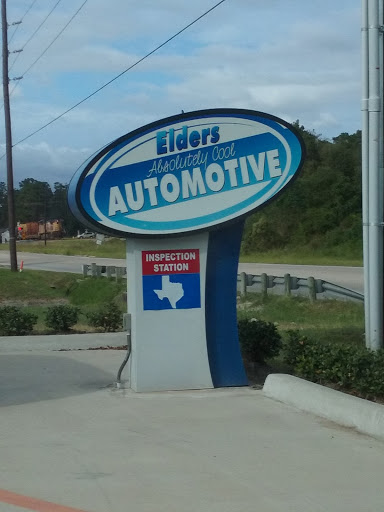 Elders
Absolutely Cool
AUTOMOTIVE
INSPECTION
STATION